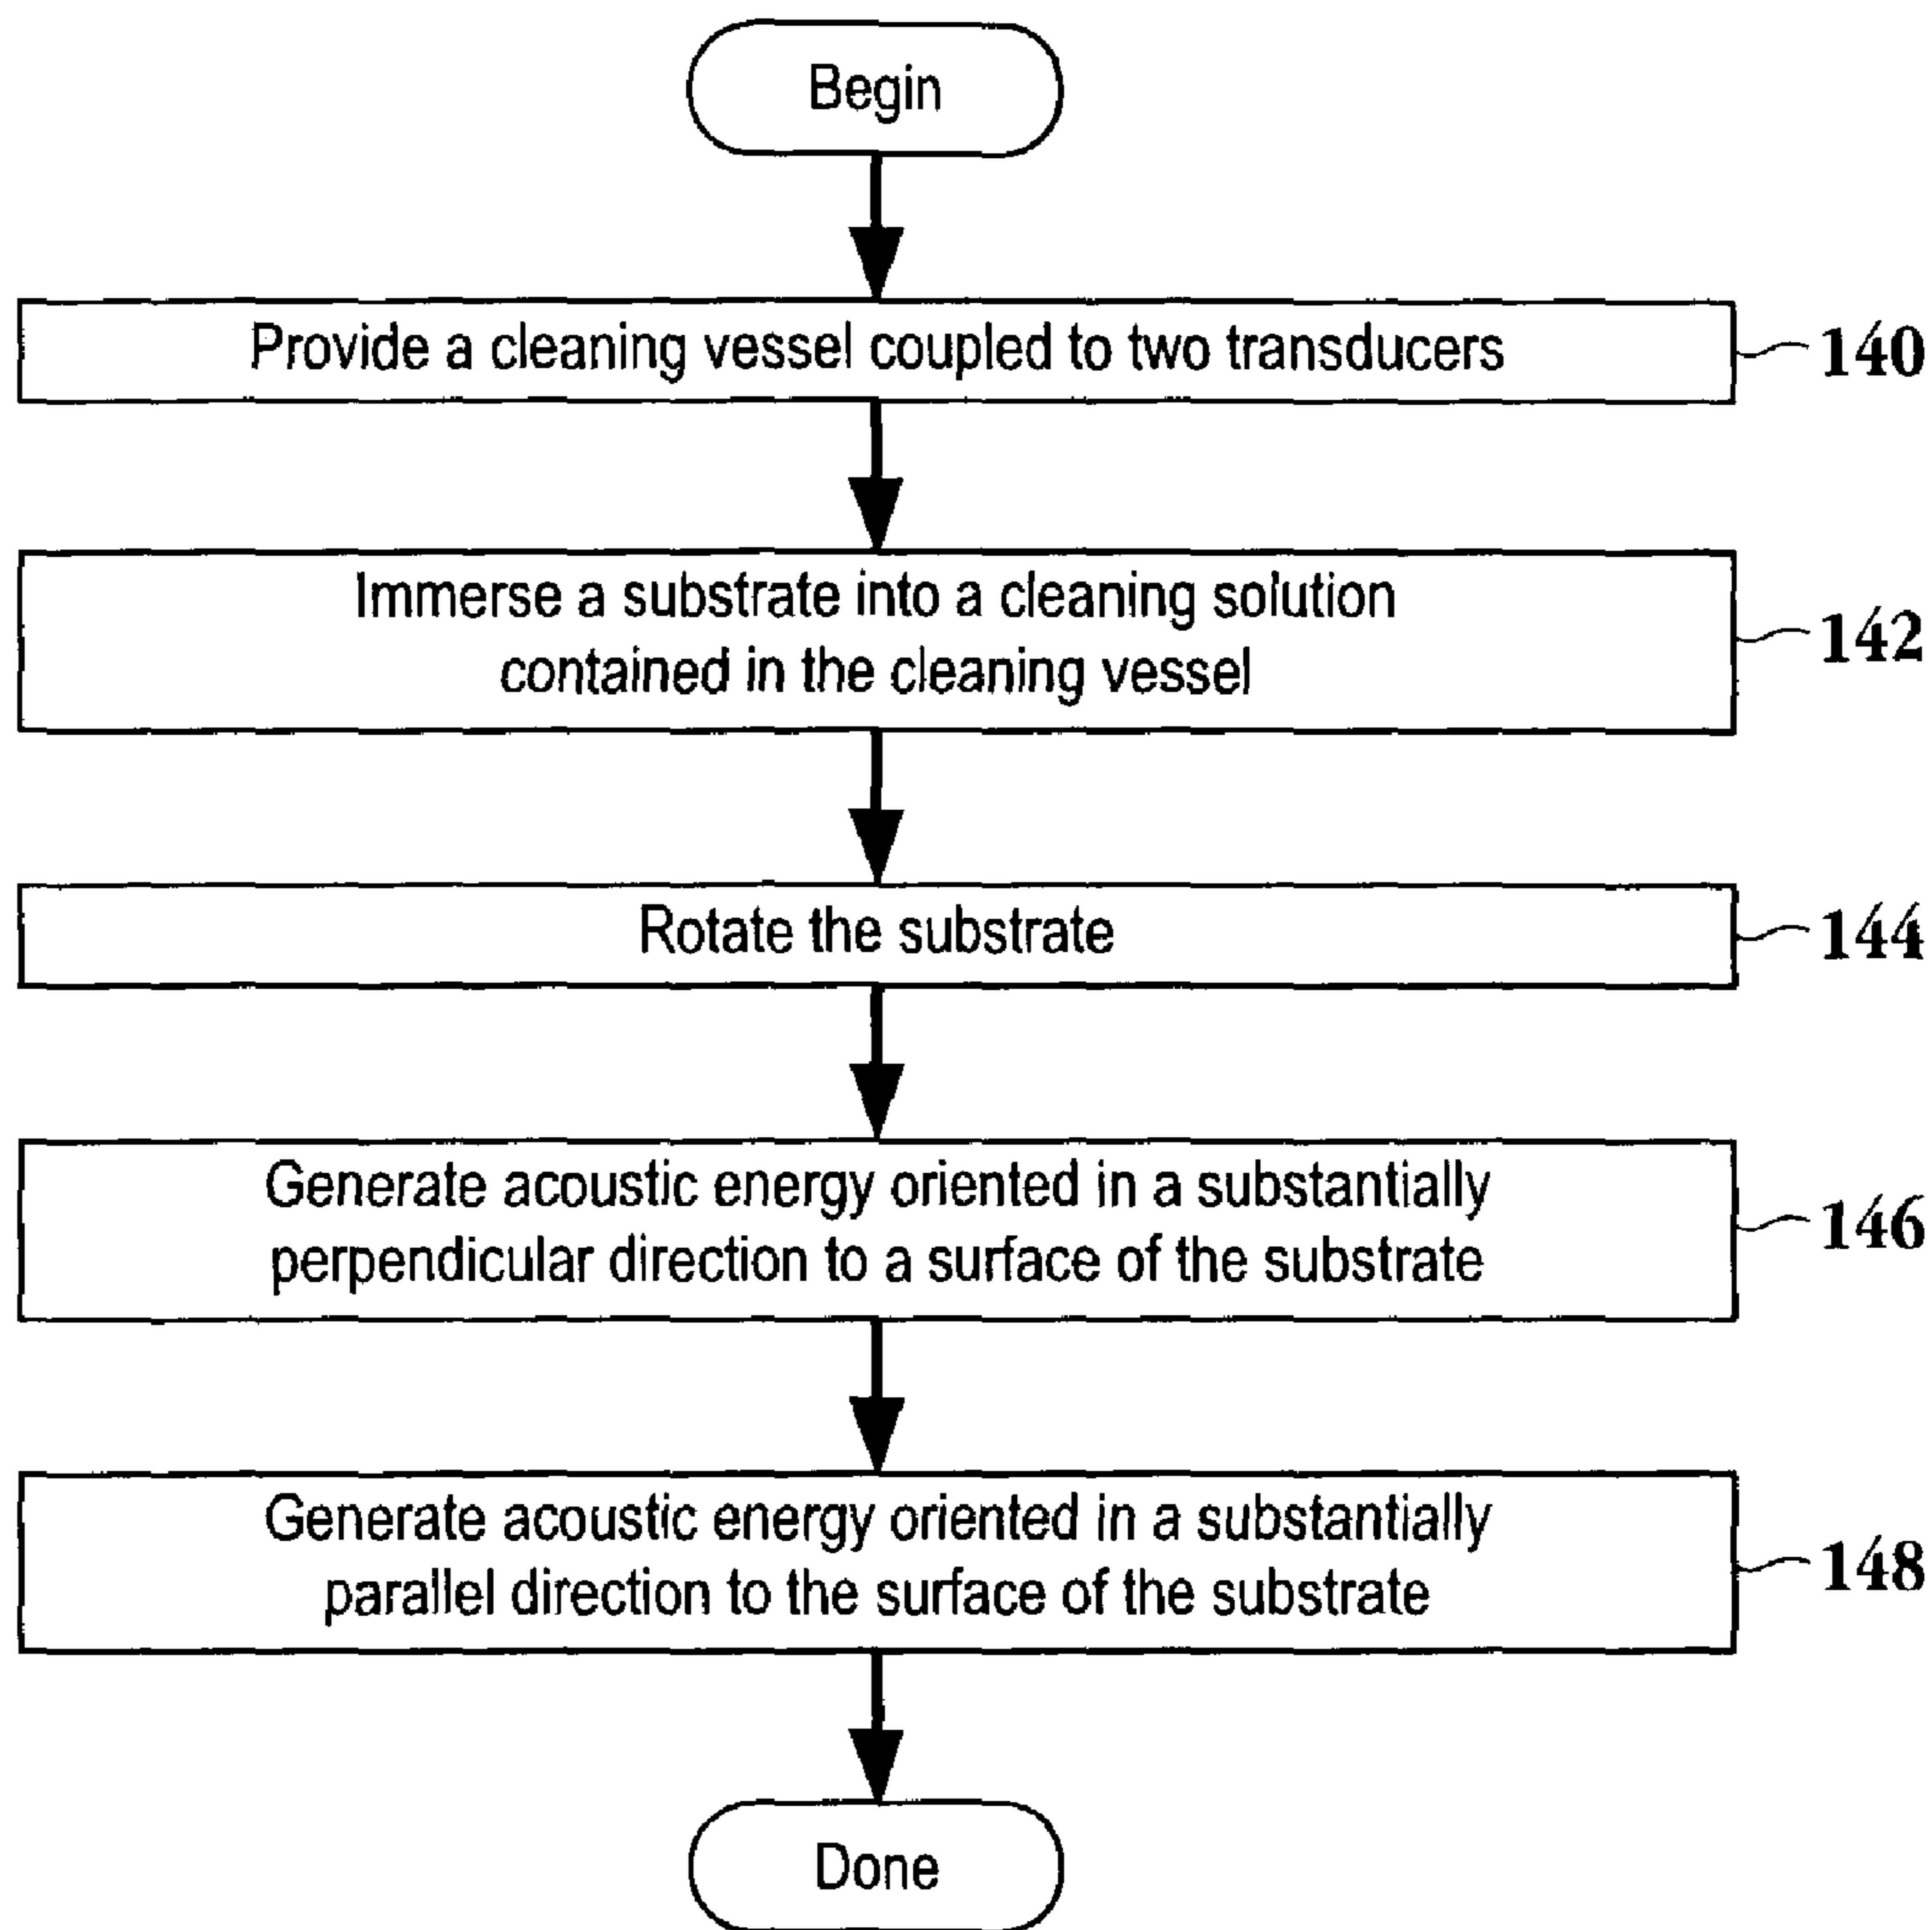 Begin
Provide a cleaning vessel coupled to two transducers
140
Immerse a substrate into a cleaning solution
contained in the cleaning vessel
142
Rotate the substrate
144
Generate acoustic energy oriented in a substantially
perpendicular direction to a surface of the substrate
146
Generate acoustic energy oriented in a substantially
parallel direction to the surface of the substrate
148
Done